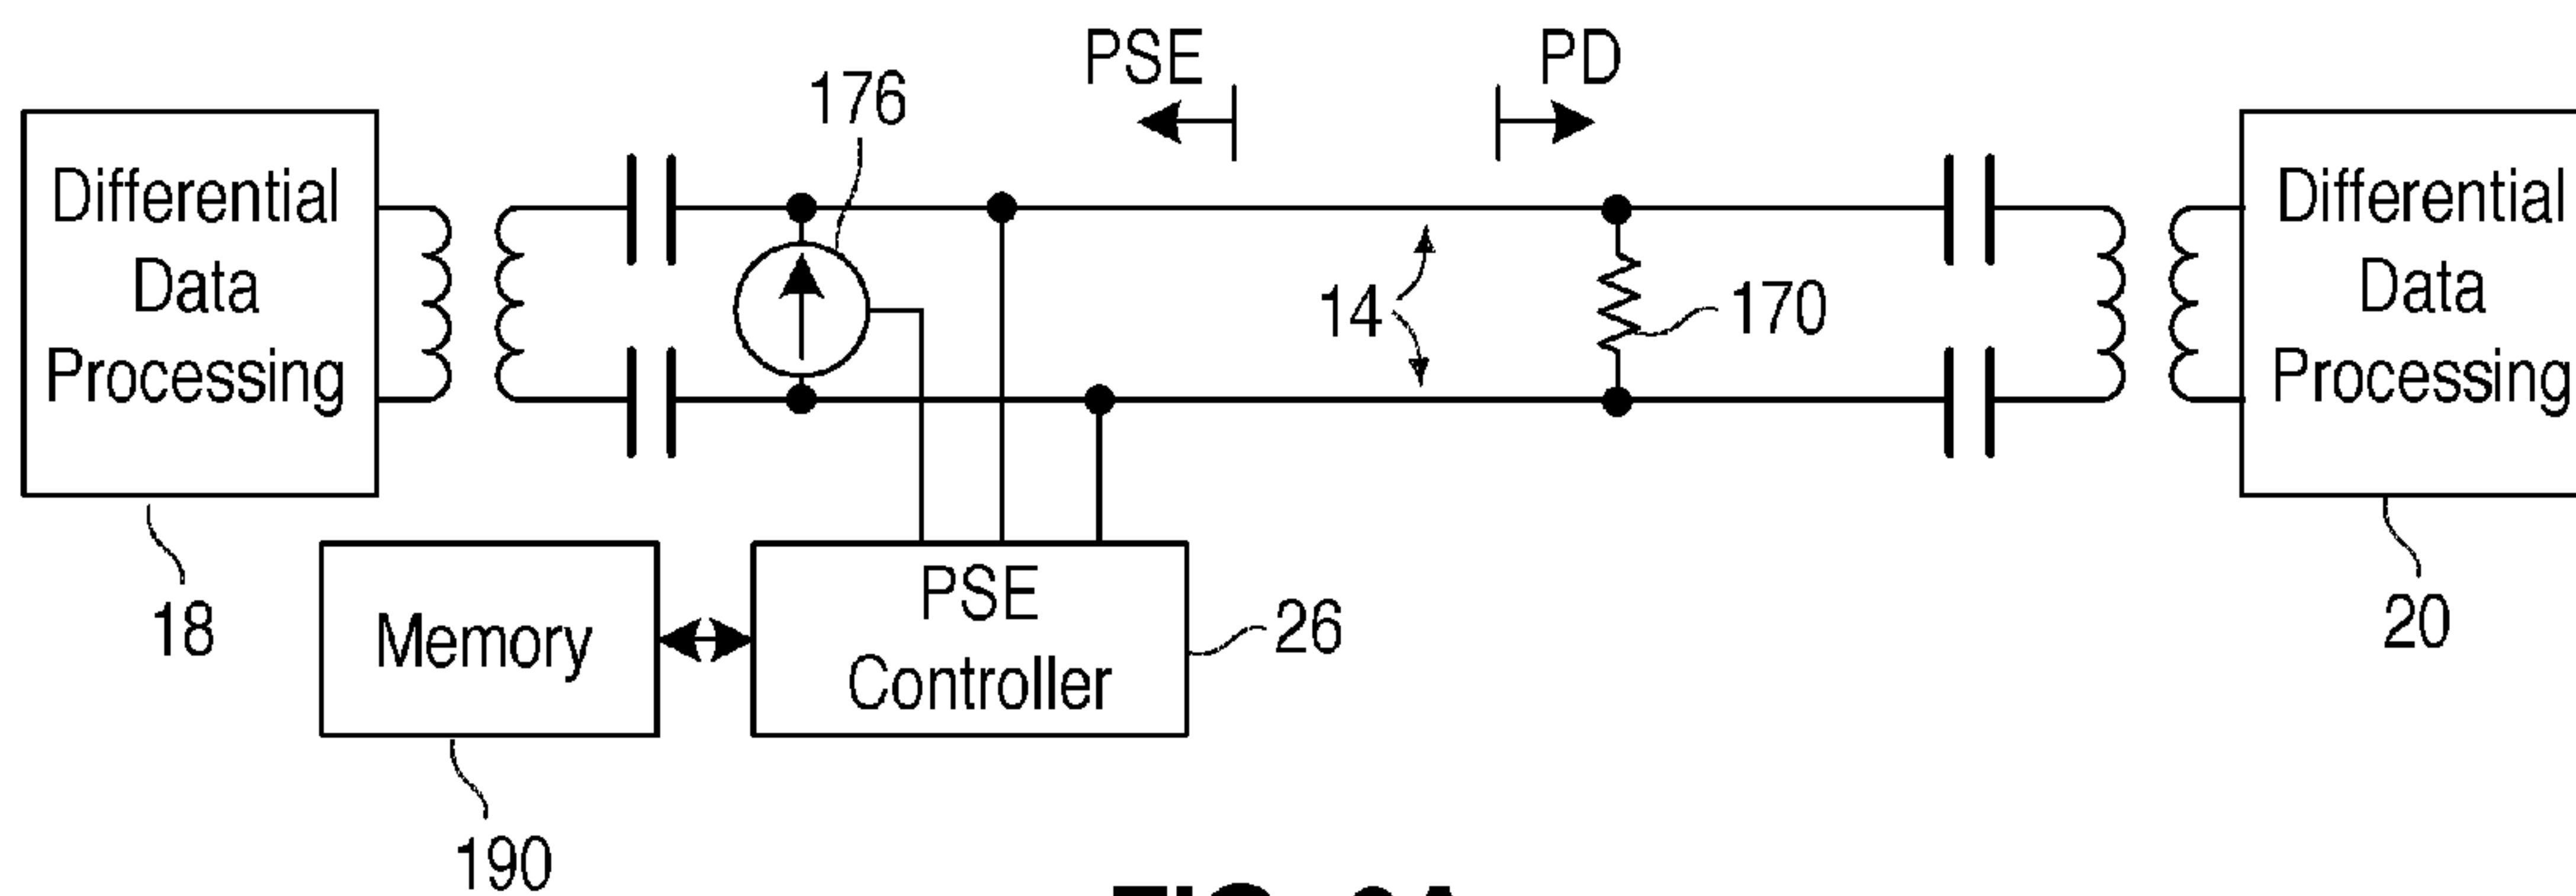 PSE
PD
176
Differential
Data
Processing
Differential
Data
Processing
14
170
18
Memory
PSE
Controller
26
20
190